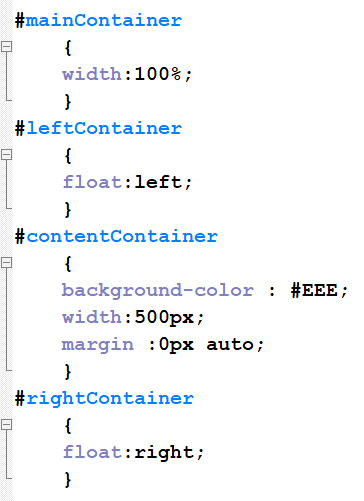 #mainContainer
{
width:100%;
}
#leftContainer
{
float:left;
}
#contentContainer
{
background-color : #EEE;
width:500px;
margin :0px auto;
}
#rightContainer
{
float:right;
}